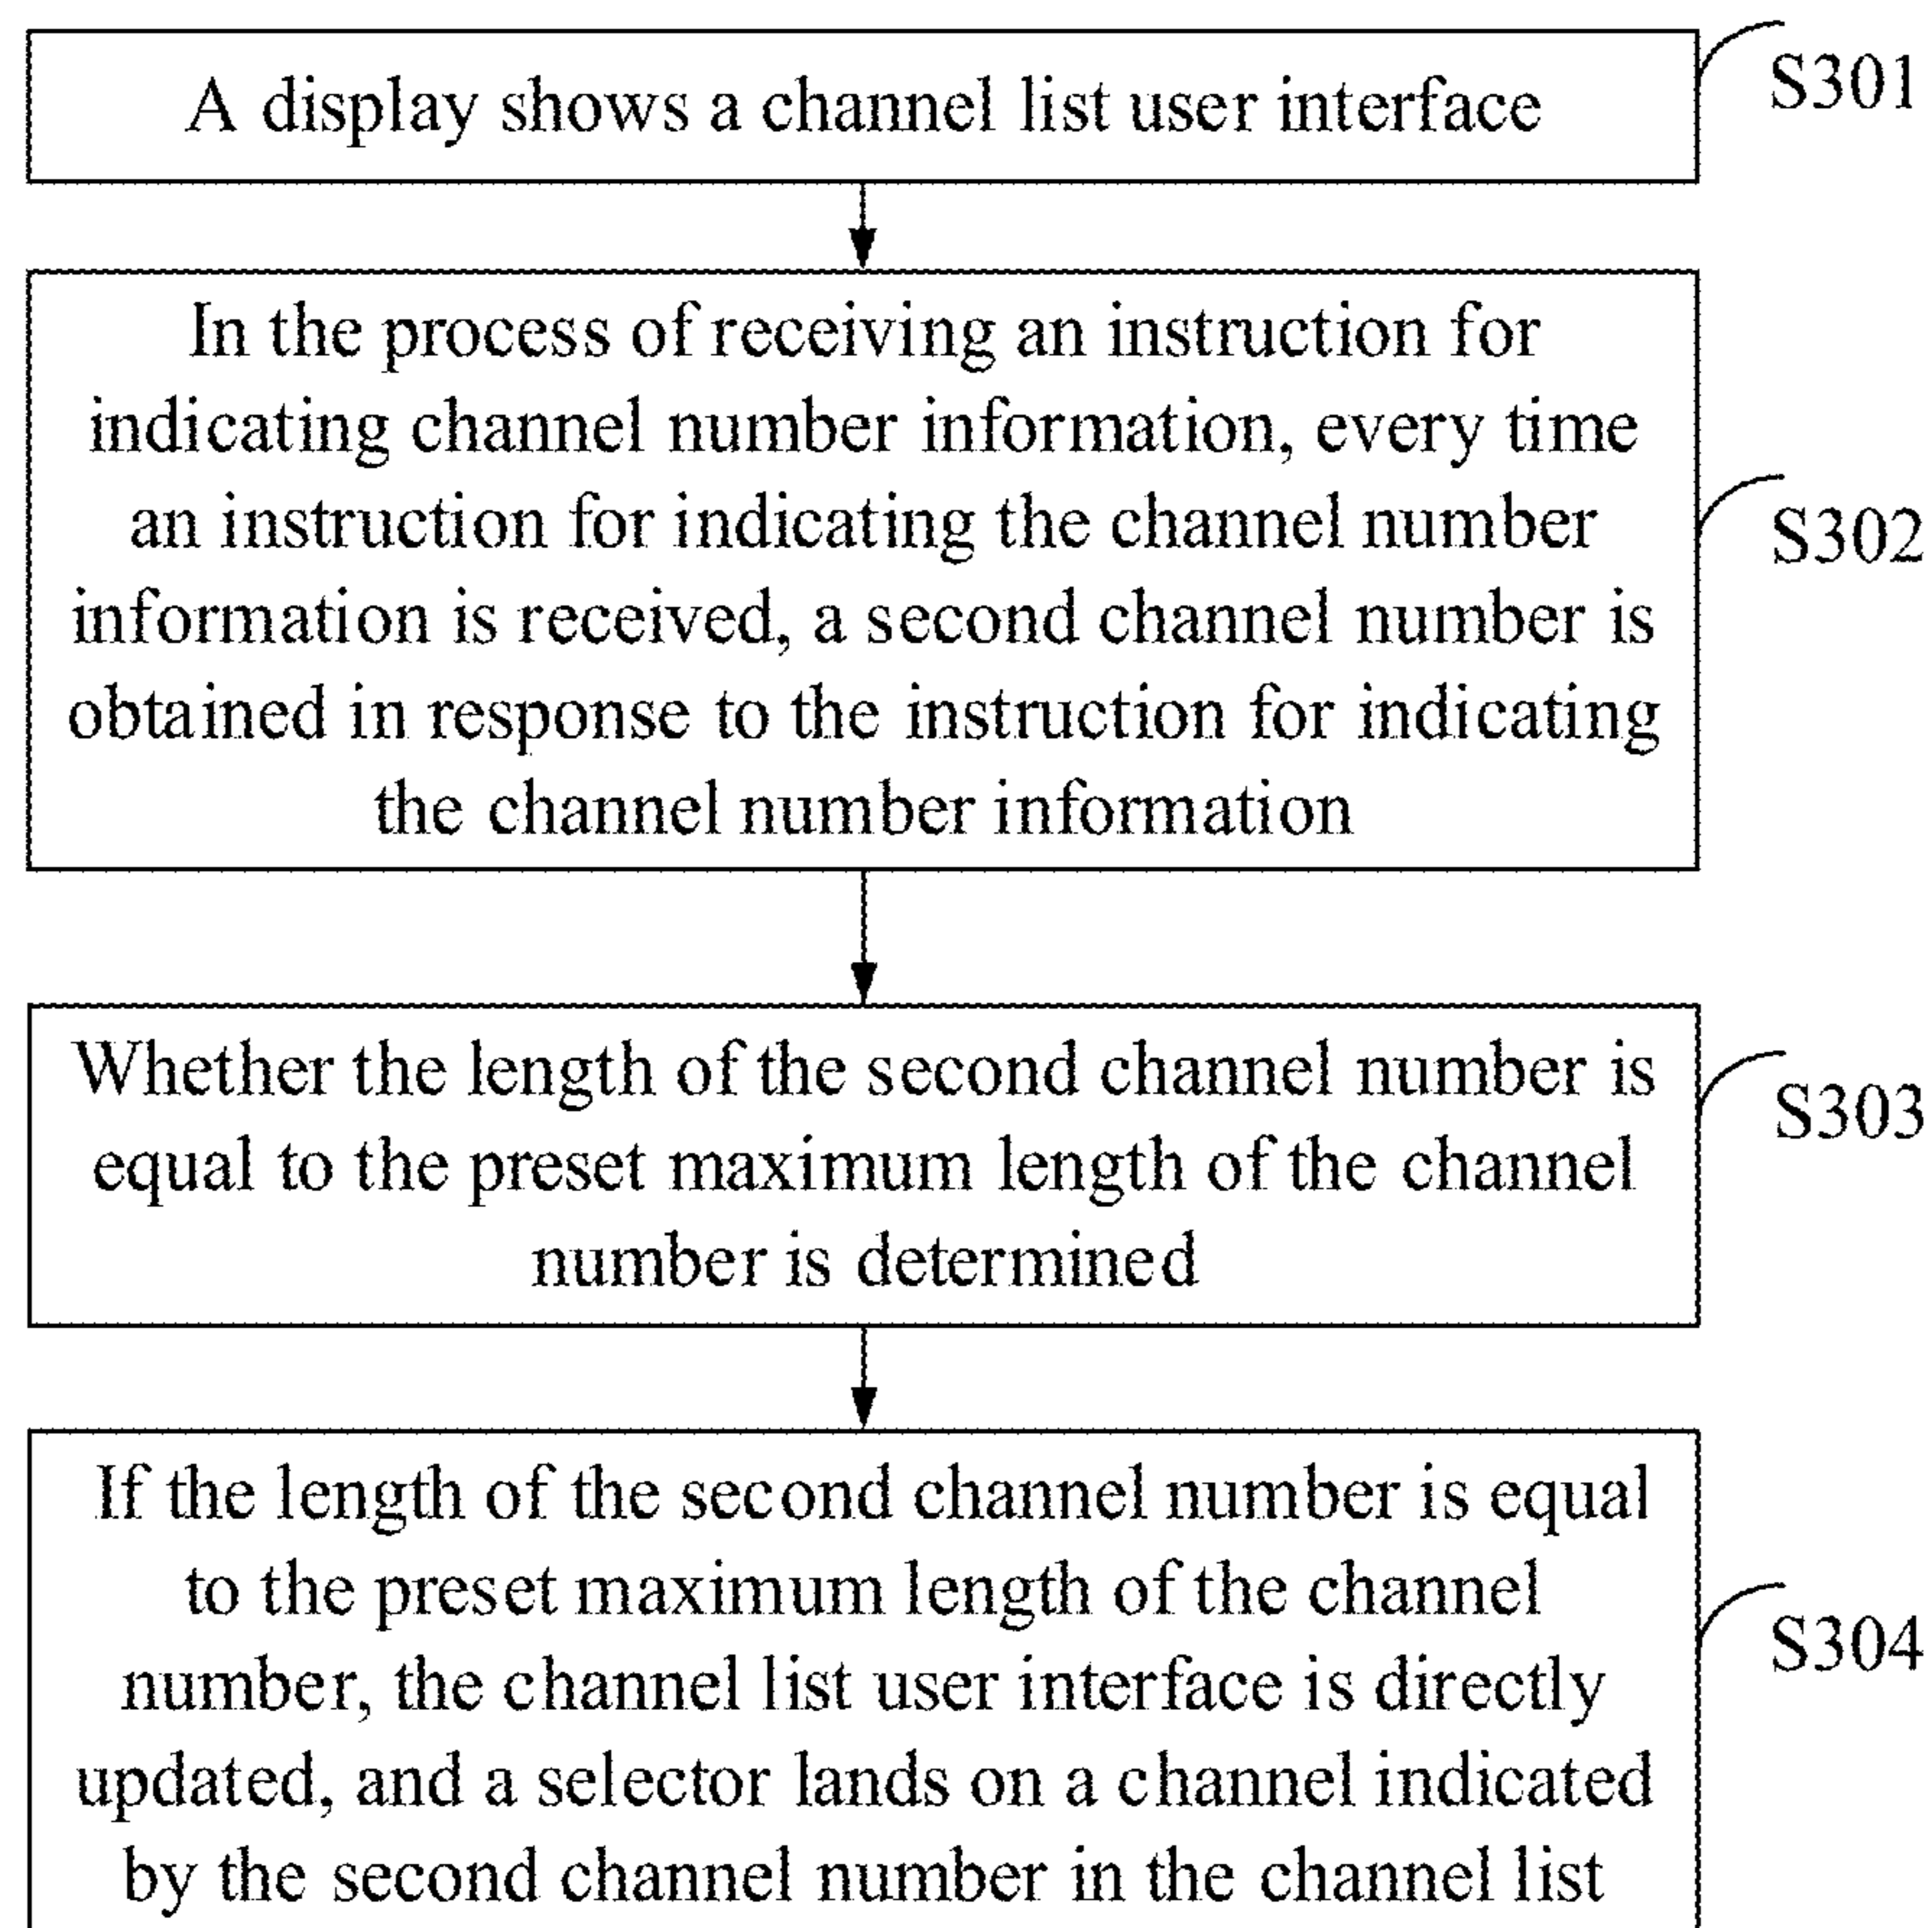 A display shows a channel list user interface
S301
In the process of receiving an instruction for
indicating channel number information, every time
an instruction for indicating the channel number
information is received, a second channel number is
obtained in response to the instruction for indicating
the channel number information
S302
Whether the length of the second channel number is
equal to the preset maximum length of the channel
number is determined
S303
If the length of the second channel number is equal
to the preset maximum length of the channel
number, the channel list user interface is directly
updated, and a selector lands on a channel indicated
by the second channel number in the channel list
S304